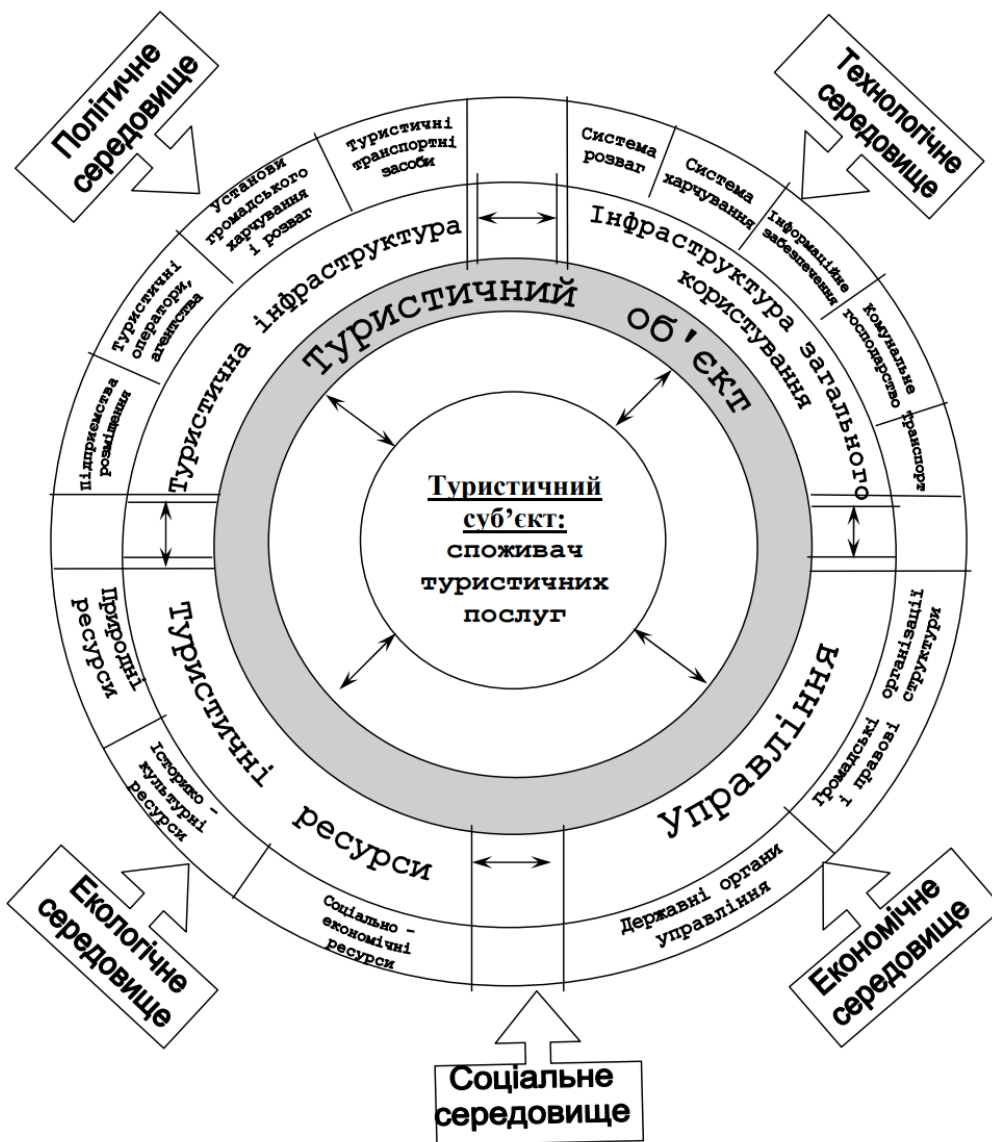 Політичне
середовище
Технологічне
середовище
Туристичні
транспортні
засоби
Установи
громадського
харчування
і розваг
Туристичні
оператори,
агентства
Підприємства
розміщення
Система
розваг
Система
харчування
Інформаційне
забезпечення
Комунальне
господарство
Транспорт
Туристична інфраструктура
Інфраструктура загального
користування
Туристичний об'єкт
Туристичний
суб’єкт:
споживач
туристичних
послуг
Туристичні ресурси
Управління
Природні
ресурси
Історико –
культурні
ресурси
Соціально –
економічні
ресурси
Громадські організації
і правові структури
Державні органи
управління
Екологічне
середовище
Економічне
середовище
Соціальне
середовище